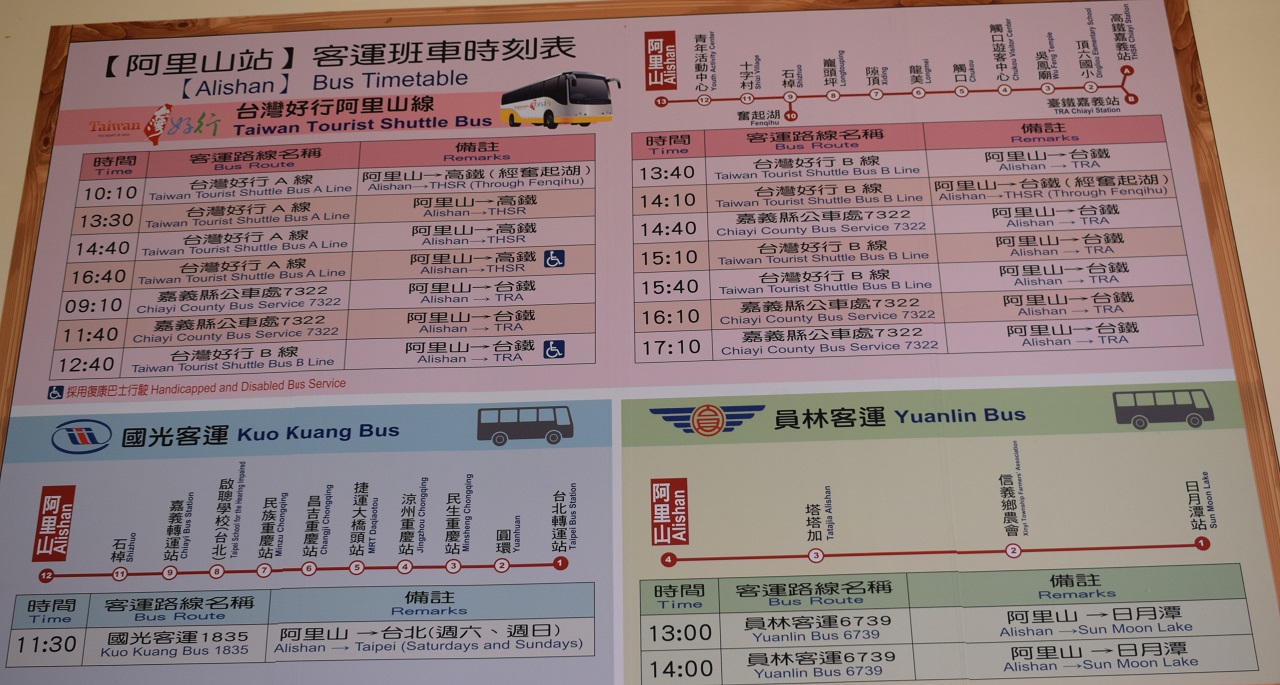 【阿里山站】客運班車時刻表
【Alishan】 Bus Timetable
Taiwan 灣好行
台灣好行阿里山線
Taiwan Tourist Shuttle Bus
時間 客運路線名稱 備註
Time Bus Route Remarks
10:10 台灣好行 A 線 阿里山→高鐵(經奮起湖)
Taiwan Tourist Shuttle Bus A Line Alishan→THSR (Through Fenqihu)
13:30 台灣好行 A 線 阿里山→高鐵
Taiwan Tourist Shuttle Bus A Line Alishan→THSR
14:40 台灣好行 A 線 阿里山→高鐵
Taiwan Tourist Shuttle Bus A Line Alishan→THSR
16:40 台灣好行 A 線 阿里山→高鐵
Taiwan Tourist Shuttle Bus A Line Alishan→THSR
09:10 嘉義縣公車處7322 阿里山→台鐵
Chiayi County Bus Service 7322 Alishan → TRA
11:40 嘉義縣公車處7322 阿里山→台鐵
Chiayi County Bus Service 7322 Alishan → TRA
12:40 台灣好行 B 線 阿里山→台鐵
Taiwan Tourist Shuttle Bus B Line Alishan → TRA
採用復康巴士行駛 Handicapped and Disabled Bus Service
阿里山 Alishan 13
青年活動中心 Youth Activity Center 12
十字村 Shizi Village 11
石棹 Shizhuo 9
奮起湖 Fenqihu 10
巃頭坪 Longtouping 8
隙頂 Xiding 7
龍美 Longmei 6
觸口 Chukou 5
觸口遊客中心 Chukou Visitor Center 4
吳鳳廟 Wu Feng Temple 3
頂六國小 Dingliou Elementary School 2
高鐵嘉義站 THSR Chiayi Station A
臺鐵嘉義站 B
TRA Chiayi Station
時間 客運路線名稱 備註
Time Bus Route Remarks
13:40 台灣好行 B 線 阿里山→台鐵
Taiwan Tourist Shuttle Bus B Line Alishan → TRA
14:10 台灣好行 B 線 阿里山→台鐵(經奮起湖)
Taiwan Tourist Shuttle Bus B Line Alishan→THSR (Through Fenqihu)
14:40 嘉義縣公車處7322 阿里山→台鐵
Chiayi County Bus Service 7322 Alishan → TRA
15:10 台灣好行 B 線 阿里山→台鐵
Taiwan Tourist Shuttle Bus B Line Alishan → TRA
15:40 台灣好行 B 線 阿里山→台鐵
Taiwan Tourist Shuttle Bus B Line Alishan → TRA
16:10 嘉義縣公車處7322 阿里山→台鐵
Chiayi County Bus Service 7322 Alishan → TRA
17:10 嘉義縣公車處7322 阿里山→台鐵
Chiayi County Bus Service 7322 Alishan → TRA
國光客運 Kuo Kuang Bus
阿里山 Alishan 12
石棹 Shizhuo 11
嘉義轉運站 Chiayi Bus Station 9
啟聰學校(台北) Taipei School for the Hearing Impaired 8
民族重慶站 Minzu Chongqing 7
昌吉重慶站 Changji Chongqing 6
捷運大橋頭站 MRT Daqiaotou 5
涼州重慶站 Jingzhou Chongqing 4
民生重慶站 Minsheng Chongqing 3
圓環 Yuanhuan 2
台北轉運站 Taipei Bus Station 1
時間 客運路線名稱 備註
Time Bus Route Remarks
11:30 國光客運1835 阿里山 →台北(週六、週日)
Kuo Kuang Bus 1835 Alishan → Taipei (Saturdays and Sundays)
員林客運 Yuanlin Bus
阿里山 Alishan 4
塔塔加 Tatajia Alishan 3
信義鄉農會 Xinyi Township Farmers' Association 2
日月潭站 Sun Moon Lake 1
時間 客運路線名稱 備註
Time Bus Route Remarks
13:00 員林客運6739 阿里山 →日月潭
Yuanlin Bus 6739 Alishan →Sun Moon Lake
14:00 員林客運6739 阿里山 →日月潭
Yuanlin Bus 6739 Alishan →Sun Moon Lake